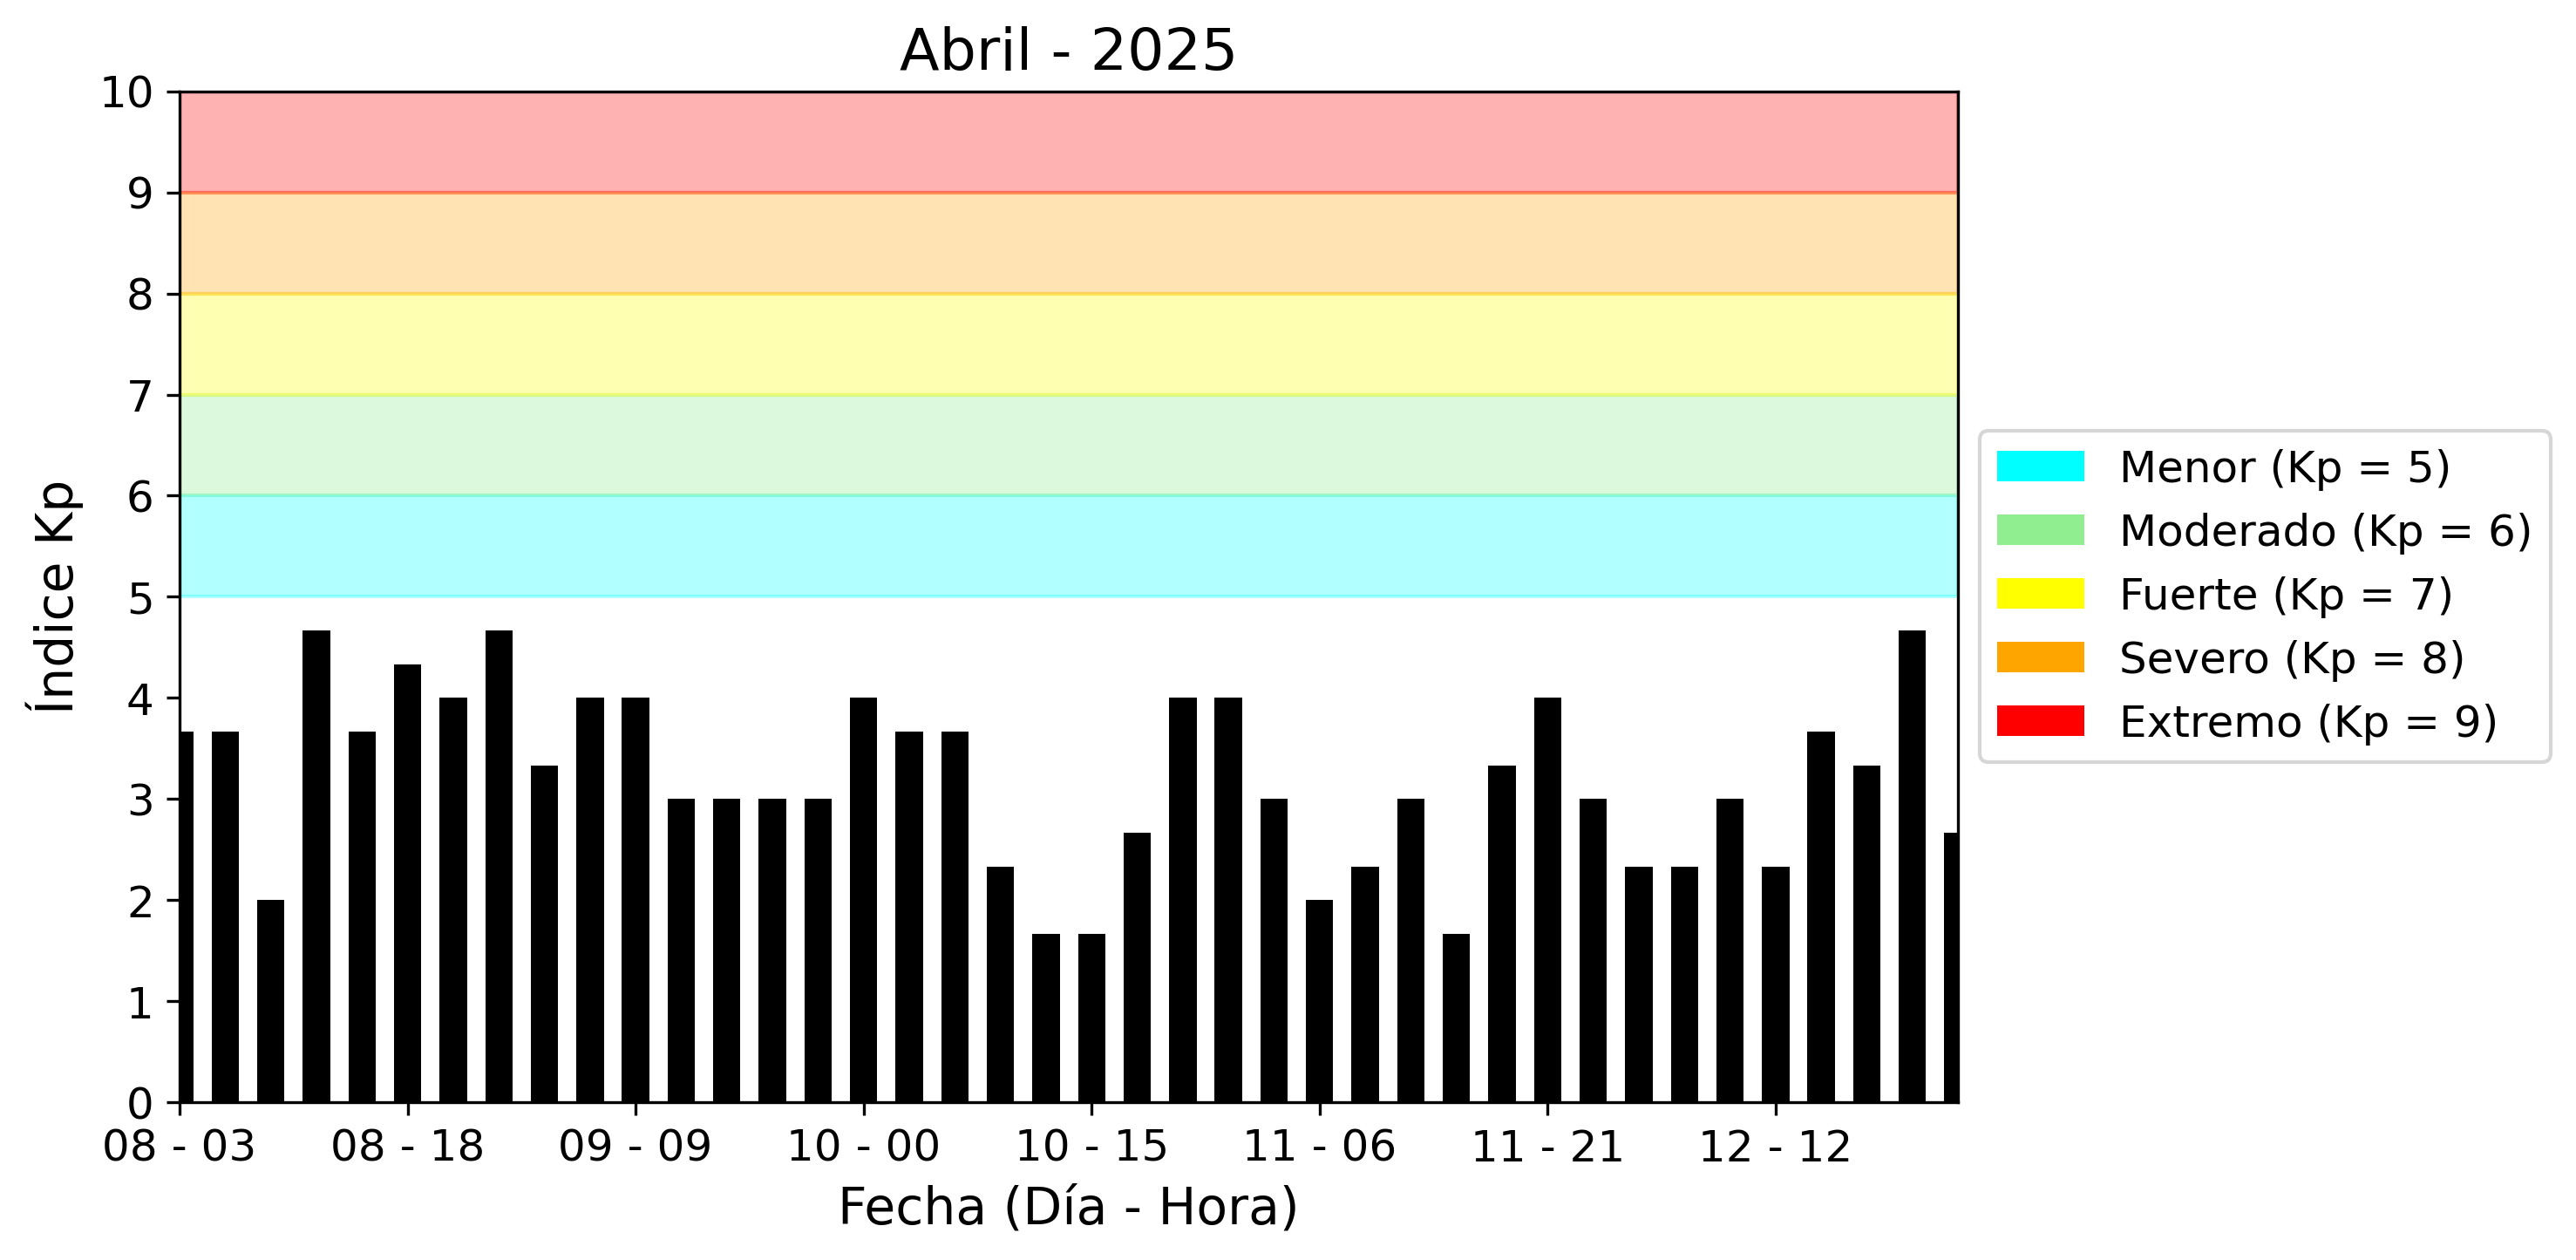 Abril - 2025
Índice Kp
10
9
8
7
6
5
4
3
2
1
0
08 - 03
08 - 18
09 - 09
10 - 00
10 - 15
11 - 06
11 - 21
12 - 12
Fecha (Día - Hora)
Menor (Kp = 5)
Moderado (Kp = 6)
Fuerte (Kp = 7)
Severo (Kp = 8)
Extremo (Kp = 9)